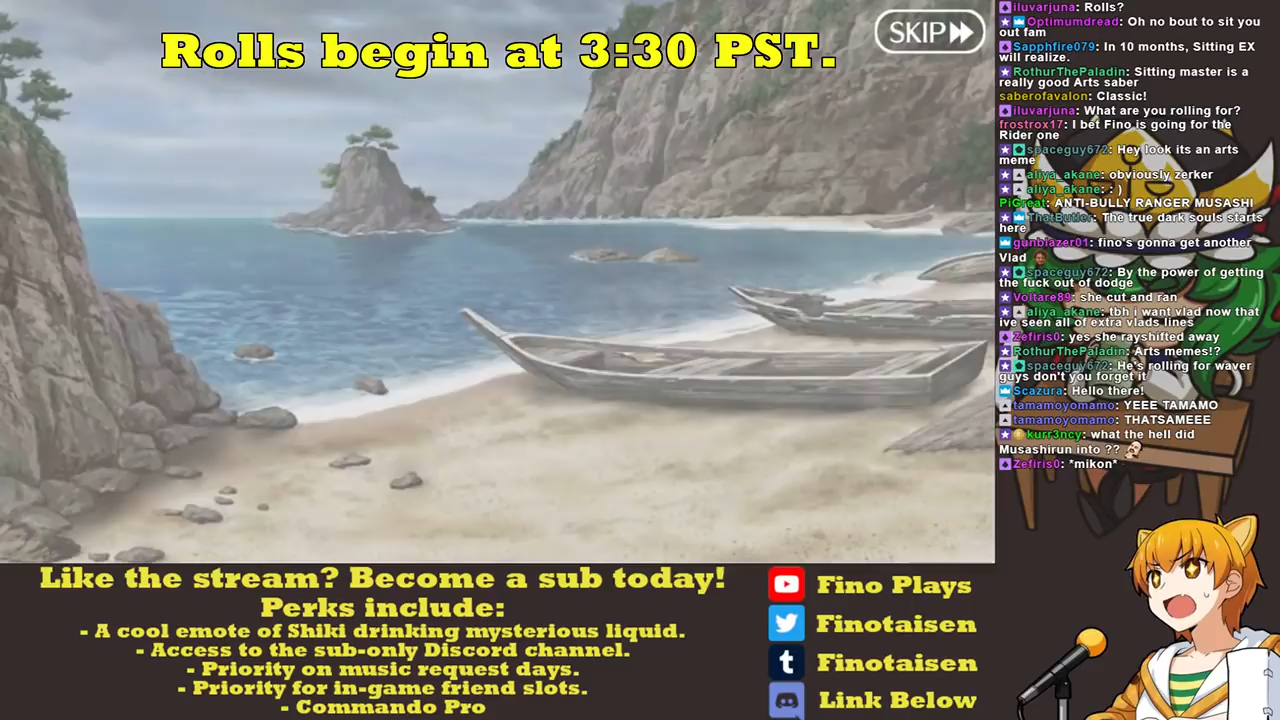 Rolls begin at 3:30 PST.
SKIP
iluvarjuna: Rolls?
Optimumdread: Oh no bout to sit you
out fam
Sapphfire079: In 10 months, Sitting EX
will realize.
RothurThePaladin: Sitting master is a
really good Arts saber
saberofavalon: Classic!
iluvarjuna: What are you rolling for?
frostrox17: I bet Fino is going for the
Rider one
spaceguy672: Hey look its an arts
meme
aliya_akane: obviously zerker
aliya_akane: : )
PiGreat: ANTI-BULLY RANGER MUSASHI
ThatButler: The true dark souls starts
here
gunblazer01: fino's gonna get another
Vlad
spaceguy672: By the power of getting
the fuck out of dodge
Voltare89: she cut and ran
aliya_akane: tbh i want vlad now that
ive seen all of extra vlads lines
Zefiris0: yes she rayshifted away
RothurThePaladin: Arts memes!?
spaceguy672: He's rolling for waver
guys don't you forget it
Scazura: Hello there!
tamamoyomamo: YEEE TAMAMO
tamamoyomamo: THATSAMEEE
kurr3ncy: what the hell did
Musashirun into ??
Zefiris0: *mikon*
Like the stream? Become a sub today!
Perks include:
- A cool emote of Shiki drinking mysterious liquid.
- Access to the sub-only Discord channel.
- Priority on music request days.
- Priority for in-game friend slots.
- Commando Pro
Fino Plays
Finotaisen
t Finotaisen
Link Below